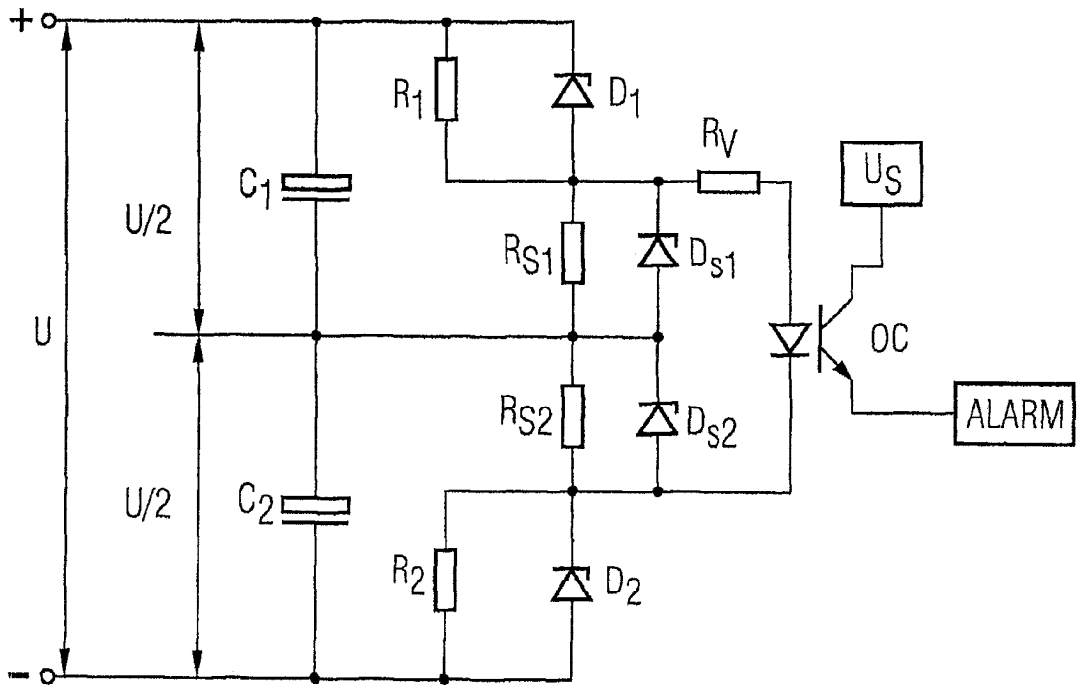 +
R1
D1
RV
US
C1
U/2
RS1
Ds1
U
OC
RS2
Ds2
ALARM
U/2
C2
R2
D2
-